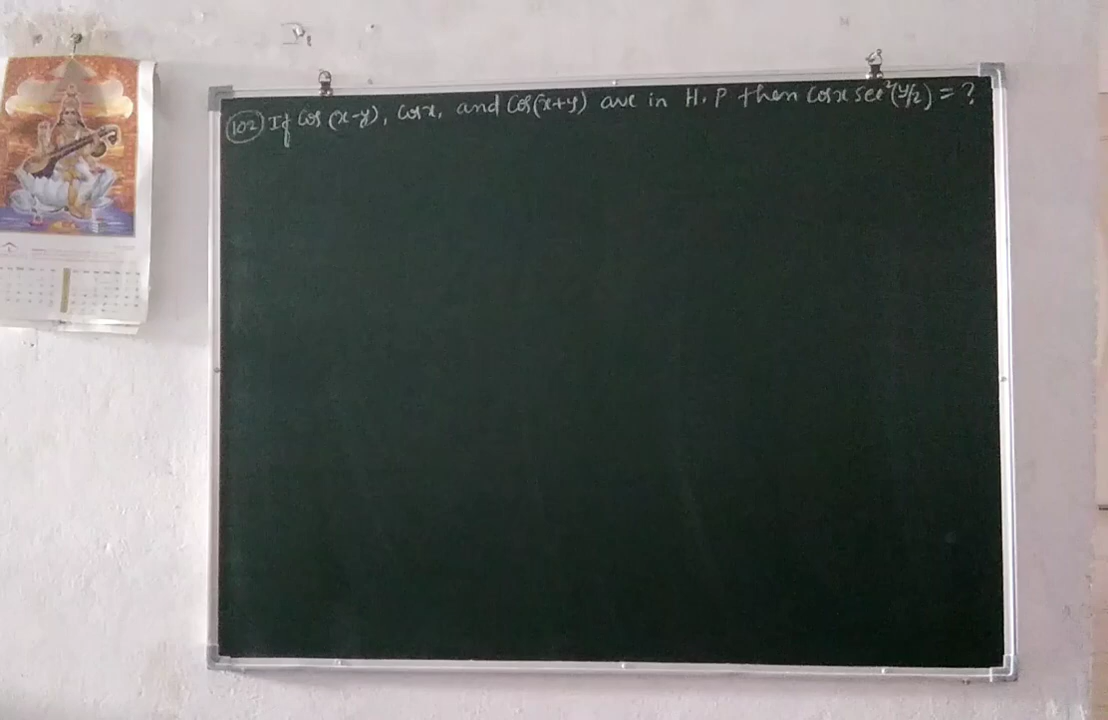 (102) If Cos (x-y), Cosx, and Cos(x+y) are in H.P then Cosx sec²(y/2) = ?